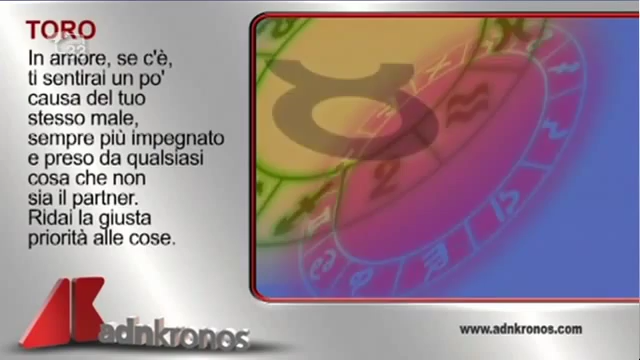 TORO
In amore, se c'è,
ti sentirai un po'
causa del tuo
stesso male,
sempre più impegnato
e preso da qualsiasi
cosa che non
sia il partner.
Ridai la giusta
priorità alle cose.
adnkronos
www.adnkronos.com